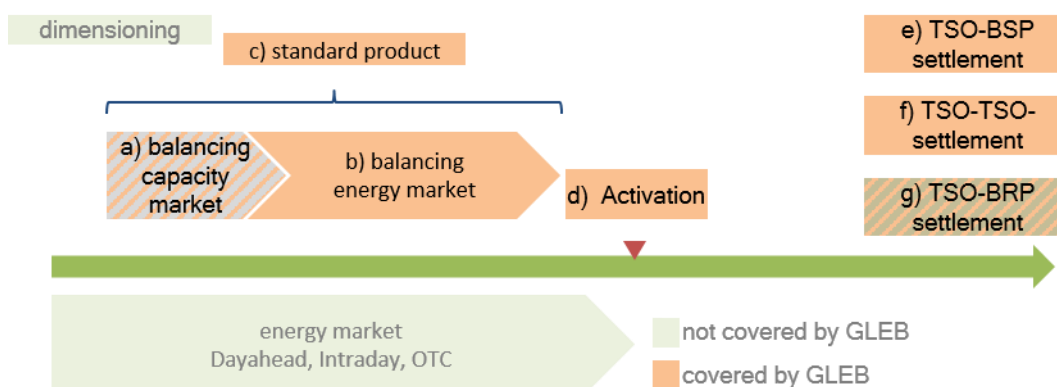 dimensioning
c) standard product
e) TSO-BSP
settlement
a) balancing
capacity
market
b) balancing
energy market
d) Activation
f) TSO-TSO-
settlement
g) TSO-BRP
settlement
energy market
Dayahead, Intraday, OTC
not covered by GLEB
covered by GLEB